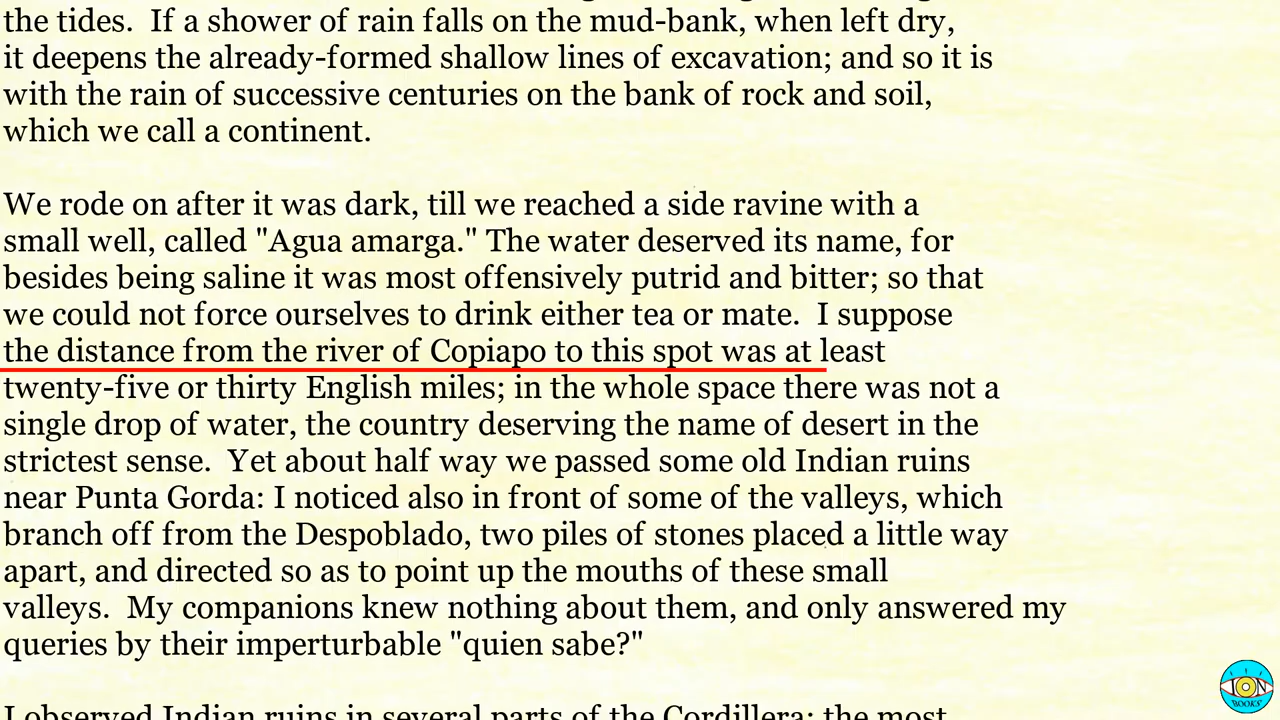 the tides.  If a shower of rain falls on the mud-bank, when left dry,
it deepens the already-formed shallow lines of excavation; and so it is
with the rain of successive centuries on the bank of rock and soil,
which we call a continent.
We rode on after it was dark, till we reached a side ravine with a
small well, called "Agua amarga." The water deserved its name, for
besides being saline it was most offensively putrid and bitter; so that
we could not force ourselves to drink either tea or mate.  I suppose
the distance from the river of Copiapo to this spot was at least
twenty-five or thirty English miles; in the whole space there was not a
single drop of water, the country deserving the name of desert in the
strictest sense.  Yet about half way we passed some old Indian ruins
near Punta Gorda: I noticed also in front of some of the valleys, which
branch off from the Despoblado, two piles of stones placed a little way
apart, and directed so as to point up the mouths of these small
valleys.  My companions knew nothing about them, and only answered my
queries by their imperturbable "quien sabe?"
I observed Indian ruins in several parts of the Cordillera: the most
ION
BOOKS